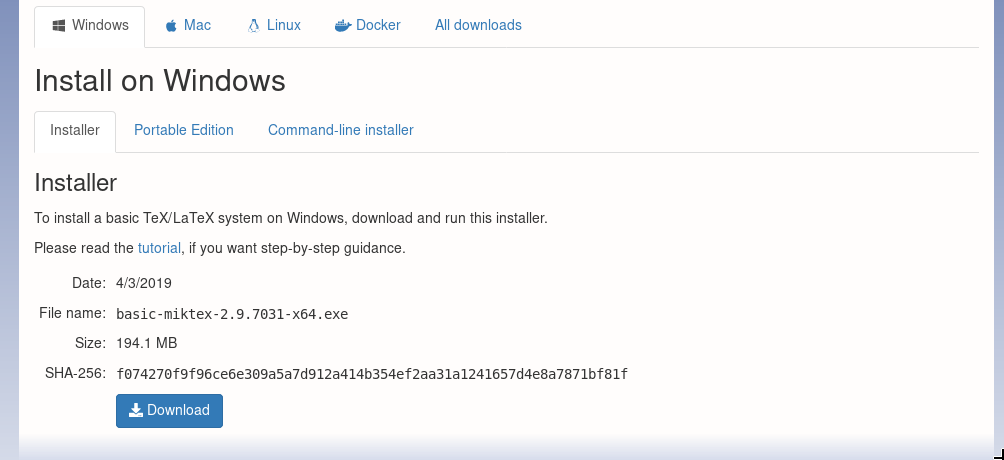 Windows Mac Linux Docker All downloads
Install on Windows
Installer Portable Edition Command-line installer
Installer
To install a basic TeX/LaTeX system on Windows, download and run this installer.
Please read the tutorial, if you want step-by-step guidance.
Date: 4/3/2019
File name: basic-miktex-2.9.7031-x64.exe
Size: 194.1 MB
SHA-256: f074270f9f96ce6e309a5a7d912a414b354ef2aa31a1241657d4e8a7871bf81f
Download